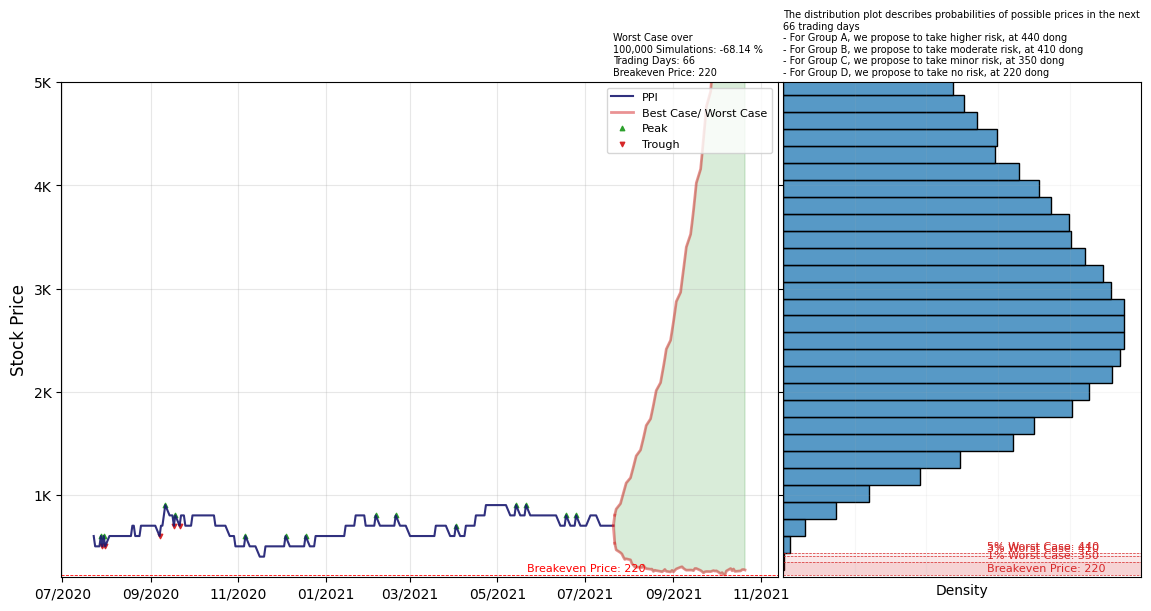 The distribution plot describes probabilities of possible prices in the next
66 trading days
- For Group A, we propose to take higher risk, at 440 dong
- For Group B, we propose to take moderate risk, at 410 dong
- For Group C, we propose to take minor risk, at 350 dong
- For Group D, we propose to take no risk, at 220 dong
Worst Case over
100,000 Simulations: -68.14 %
Trading Days: 66
Breakeven Price: 220
PPI
Best Case/ Worst Case
Peak
Trough
5K
4K
3K
2K
1K
Stock Price
Breakeven Price: 220
5% Worst Case: 440
3% Worst Case: 410
1% Worst Case: 350
Breakeven Price: 220
07/2020
09/2020
11/2020
01/2021
03/2021
05/2021
07/2021
09/2021
11/2021
Density